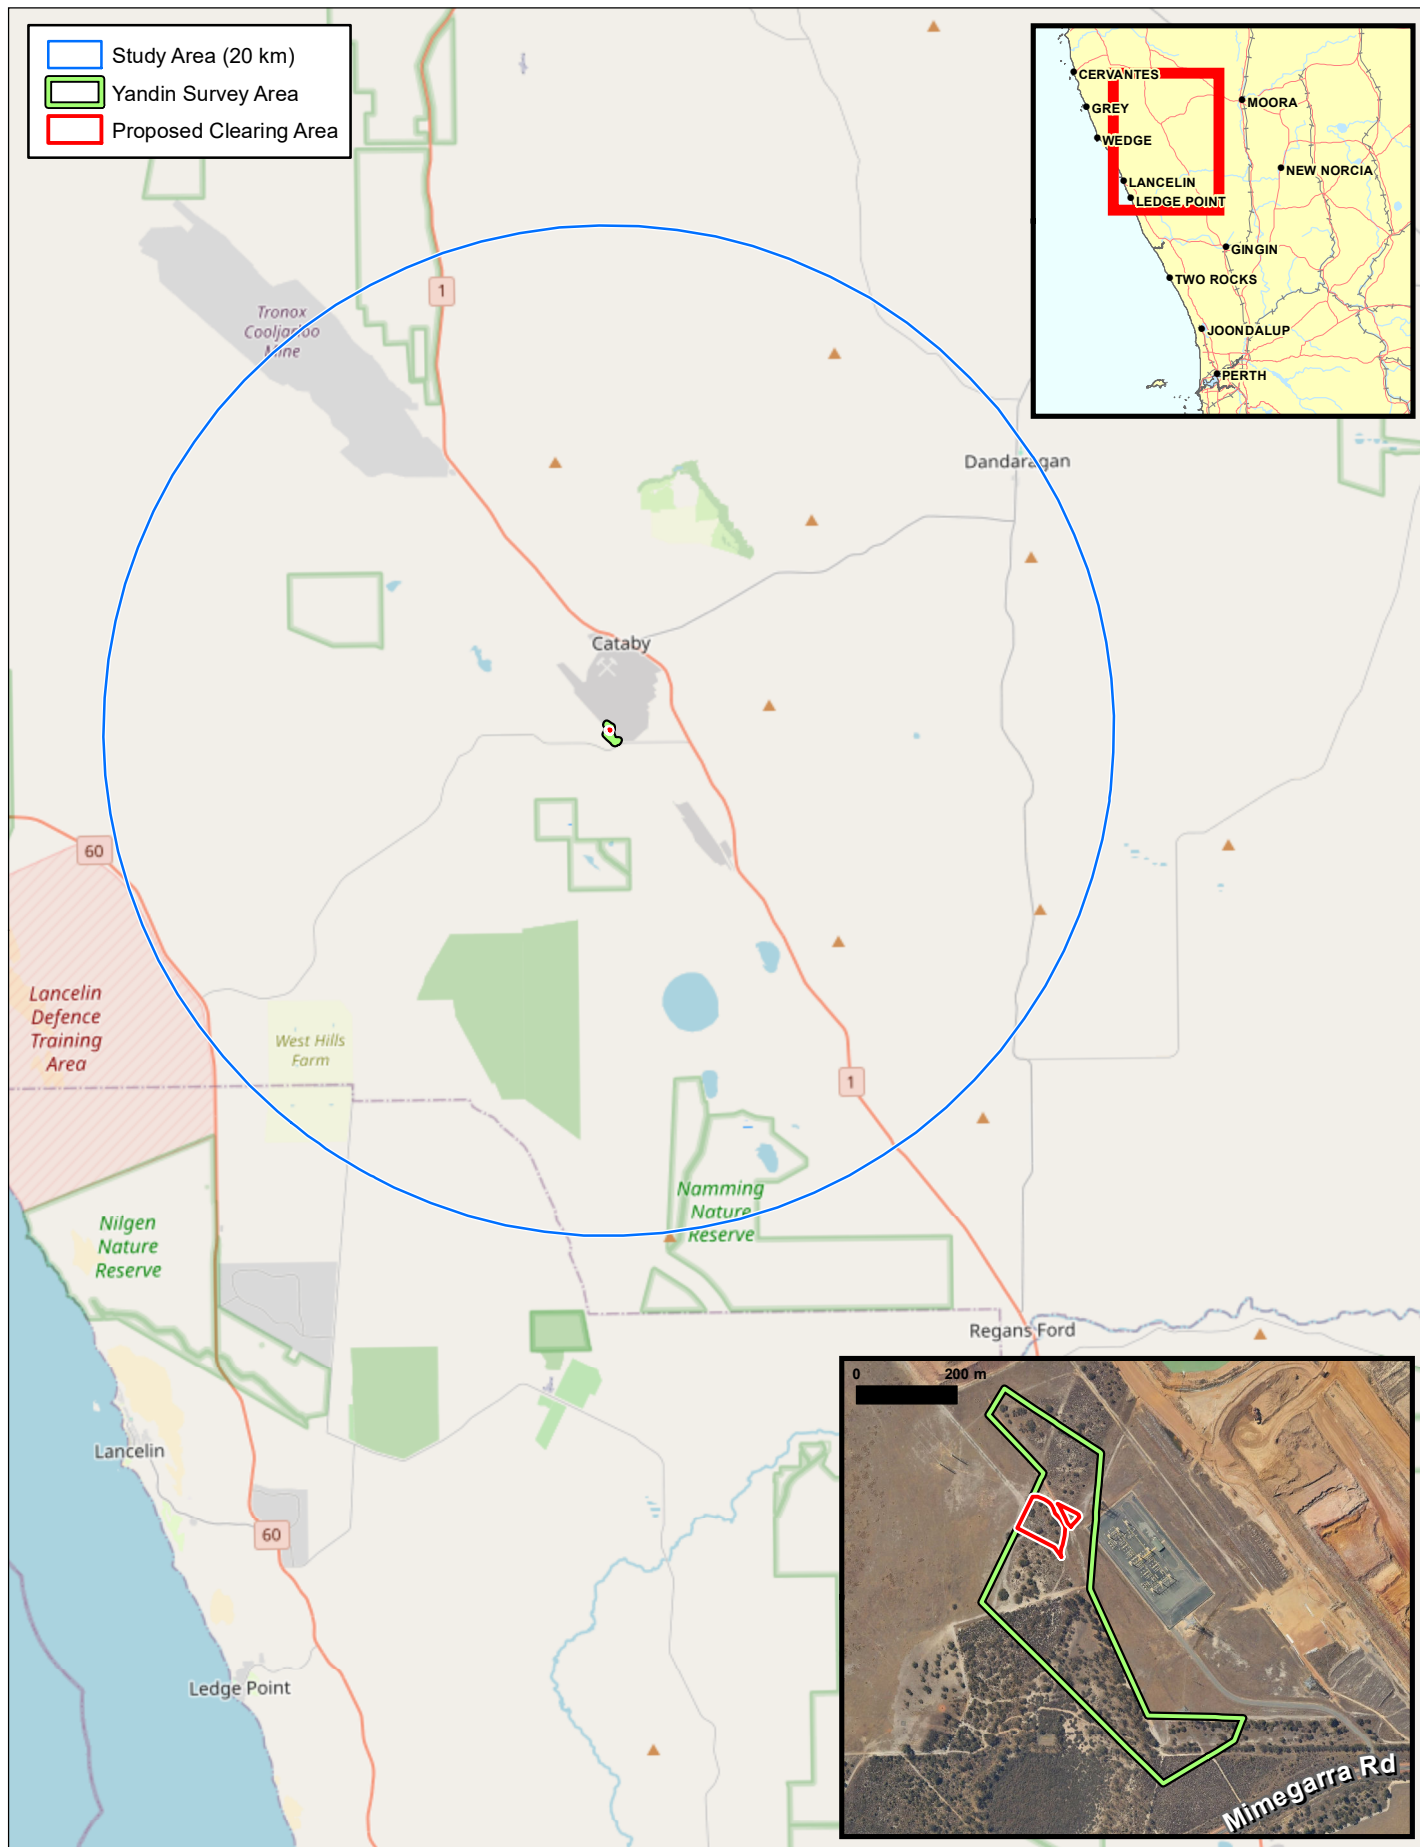 Study Area (20 km)
Yandin Survey Area
Proposed Clearing Area
CERVANTES
GREY
WEDGE
LANCELIN
LEDGE POINT
MOORA
NEW NORCIA
GINGIN
TWO ROCKS
JOONDALUP
PERTH
1
Tronox
Cooljarloo
Mine
Dandaragan
Cataby
60
Lancelin
Defence
Training
Area
West Hills
Farm
1
Namming
Nature
Reserve
Nilgen
Nature
Reserve
Regans Ford
Lancelin
60
Ledge Point
0 200 m
Mimegarra Rd